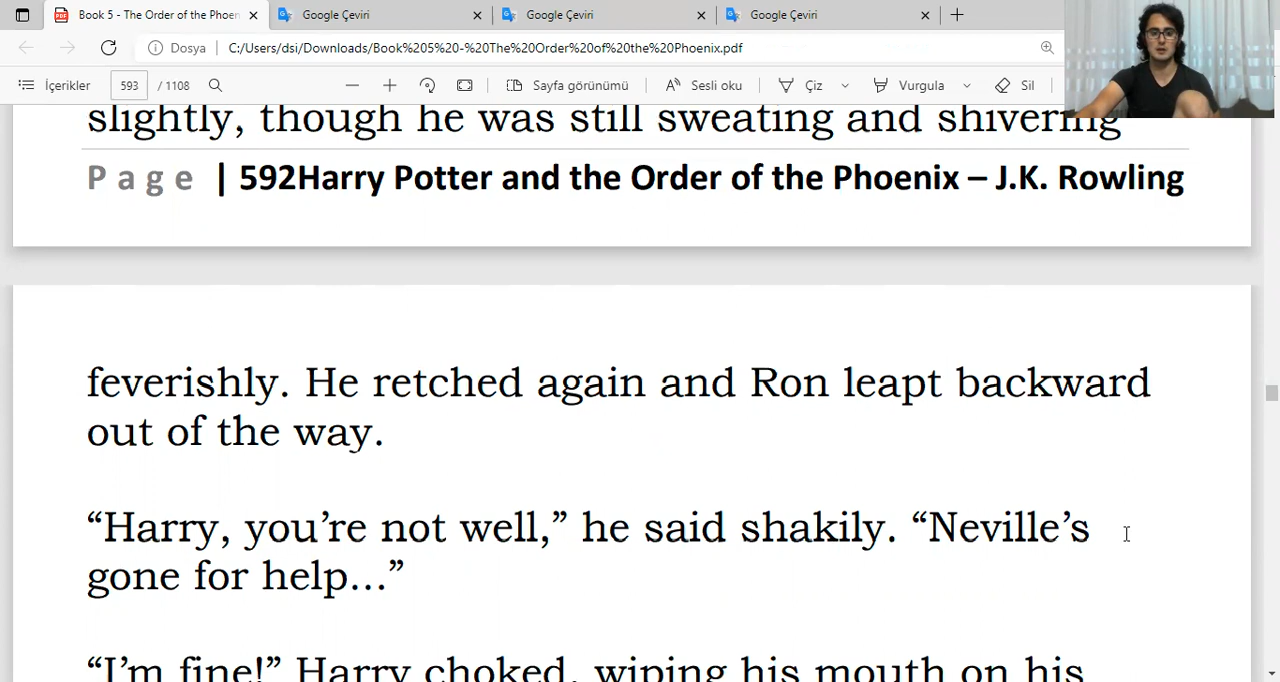 Book 5 - The Order of the Phoen
Google Çeviri
Google Çeviri
Google Çeviri
Dosya
C:/Users/dsi/Downloads/Book%205%20-%20The%20Order%20of%20the%20Phoenix.pdf
İçerikler
593
/ 1108
Sayfa görünümü
Sesli oku
Çiz
Vurgula
Sil
slightly, though he was still sweating and shivering
Page | 592Harry Potter and the Order of the Phoenix – J.K. Rowling
feverishly. He retched again and Ron leapt backward
out of the way.
“Harry, you’re not well,” he said shakily. “Neville’s
gone for help…”
“I’m fine!” Harry choked, wiping his mouth on his